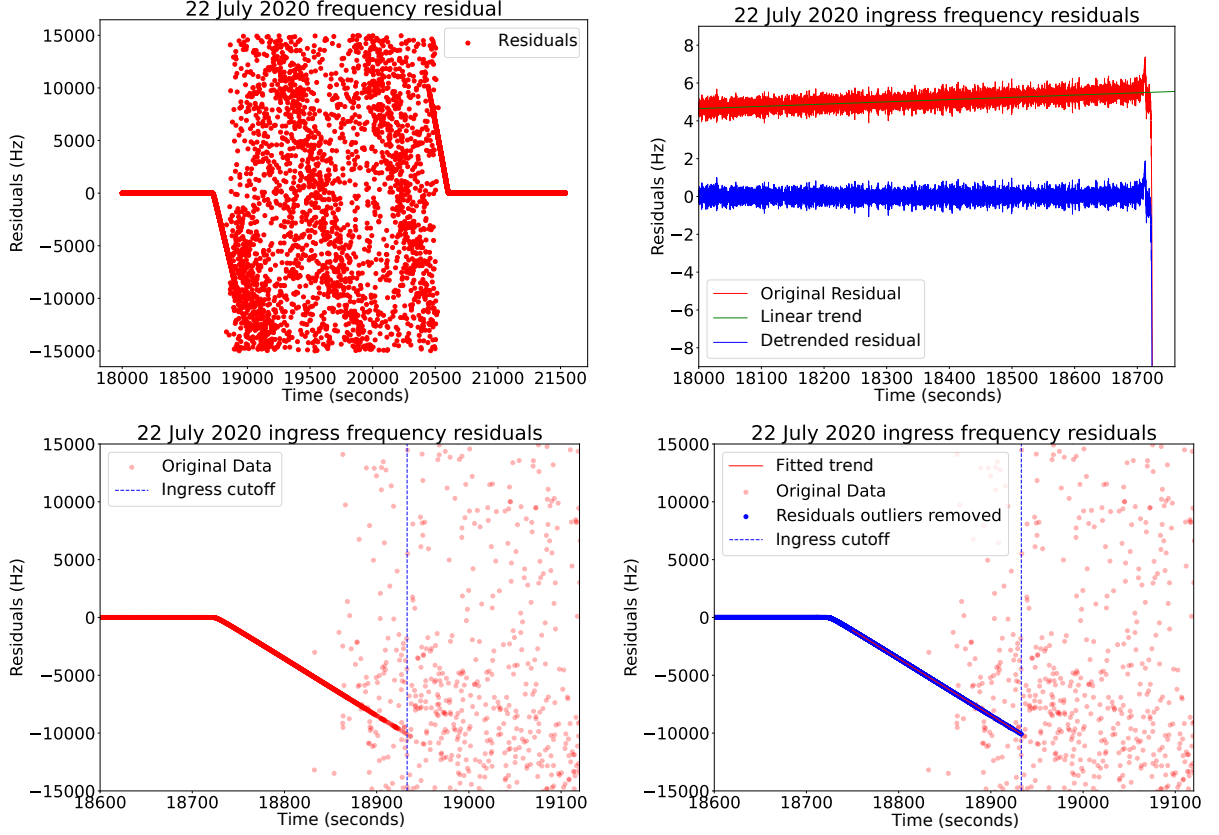 22 July 2020 frequency residual
Residuals (Hz)
15000
10000
5000
0
−5000
−10000
−15000
Residuals
18000 18500 19000 19500 20000 20500 21000 21500
Time (seconds)
22 July 2020 ingress frequency residuals
Residuals (Hz)
8
6
4
2
0
−2
−4
−6
−8
Original Residual
Linear trend
Detrended residual
18000 18100 18200 18300 18400 18500 18600 18700
Time (seconds)
22 July 2020 ingress frequency residuals
Residuals (Hz)
15000
10000
5000
0
−5000
−10000
−15000
Original Data
Ingress cutoff
18600 18700 18800 18900 19000 19100
Time (seconds)
22 July 2020 ingress frequency residuals
Residuals (Hz)
15000
10000
5000
0
−5000
−10000
−15000
Fitted trend
Original Data
Residuals outliers removed
Ingress cutoff
18600 18700 18800 18900 19000 19100
Time (seconds)